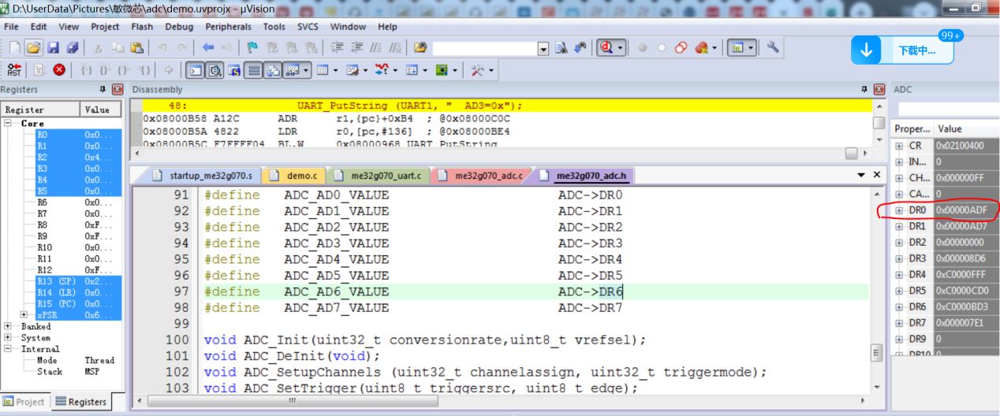 D:\UserData\Pictures\敏微芯\adc\demo.uvprojx - µVision
File Edit View Project Flash Debug Peripherals Tools SVCS Window Help
99+
下载中...
RST
Registers
Register Value
Core
R0 0x0...
R1 0x0...
R2 0x4...
R3 0x0...
R4 0x0...
R5 0x0...
R6 0x0...
R7 0x0...
R8 0xF...
R9 0xF...
R10 0x0...
R11 0x0...
R12 0xF...
R13 (SP) 0x2...
R14 (LR) 0x0...
R15 (PC) 0x0...
xPSR 0x6...
Banked
System
Internal
Mode Thread
Stack MSP
Project Registers
Disassembly
48: UART_PutString (UART1, " AD3=0x");
0x08000B58 A12C ADR r1,{pc}+0xB4 ; @0x08000C0C
0x08000B5A 4822 LDR r0,[pc,#136] ; @0x08000BE4
0x08000B5C F7FFFF04 BL.W 0x08000968 UART_PutString
startup_me32g070.s demo.c me32g070_uart.c me32g070_adc.c me32g070_adc.h
91 #define ADC_AD0_VALUE ADC->DR0
92 #define ADC_AD1_VALUE ADC->DR1
93 #define ADC_AD2_VALUE ADC->DR2
94 #define ADC_AD3_VALUE ADC->DR3
95 #define ADC_AD4_VALUE ADC->DR4
96 #define ADC_AD5_VALUE ADC->DR5
97 #define ADC_AD6_VALUE ADC->DR6
98 #define ADC_AD7_VALUE ADC->DR7
99
100 void ADC_Init(uint32_t conversionrate,uint8_t vrefsel);
101 void ADC_DeInit(void);
102 void ADC_SetupChannels (uint32_t channelassign, uint32_t triggermode);
103 void ADC_SetTrigger(uint8_t triggersrc, uint8_t edge);
ADC
Proper... Value
CR 0x02100400
IN... 0
CH... 0x000000FF
CA... 0
DR0 0x00000ADF
DR1 0x00000AD7
DR2 0x00000000
DR3 0x000008D6
DR4 0xC0000FFF
DR5 0xC0000CD0
DR6 0xC0000BD3
DR7 0x000007E1
DR9 0
DR10 0